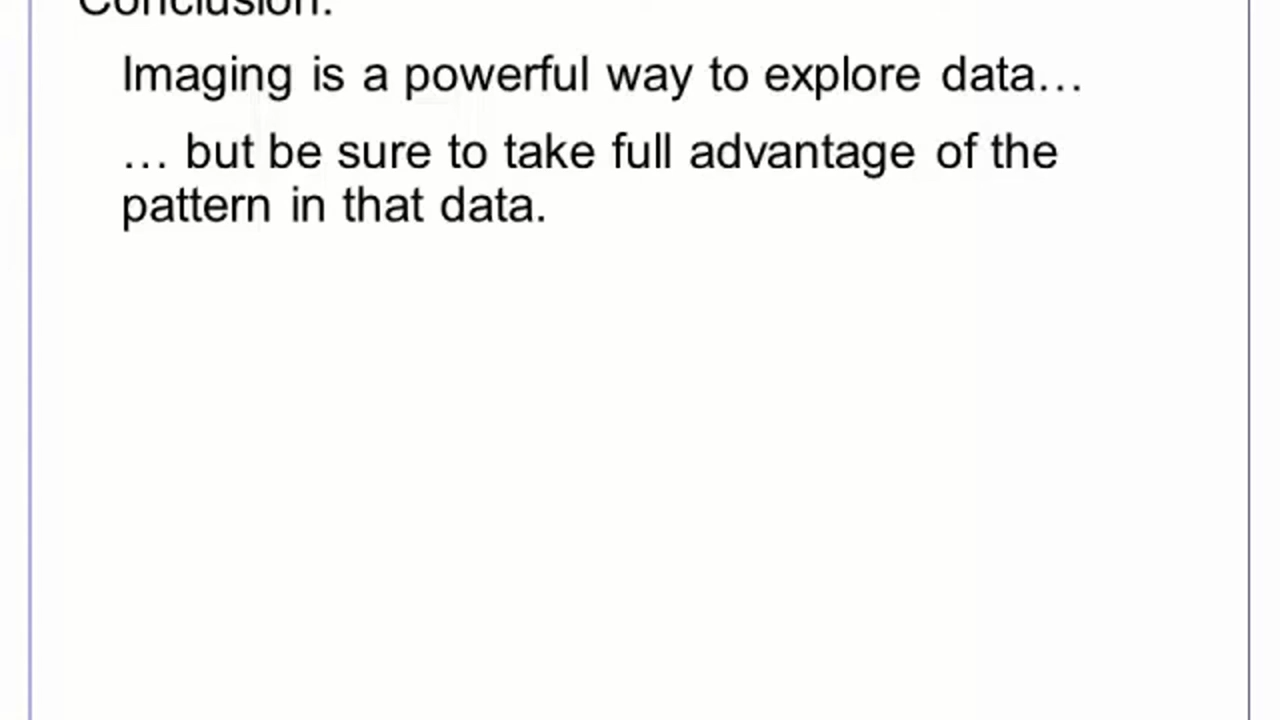 Conclusion:
Imaging is a powerful way to explore data…
… but be sure to take full advantage of the
pattern in that data.